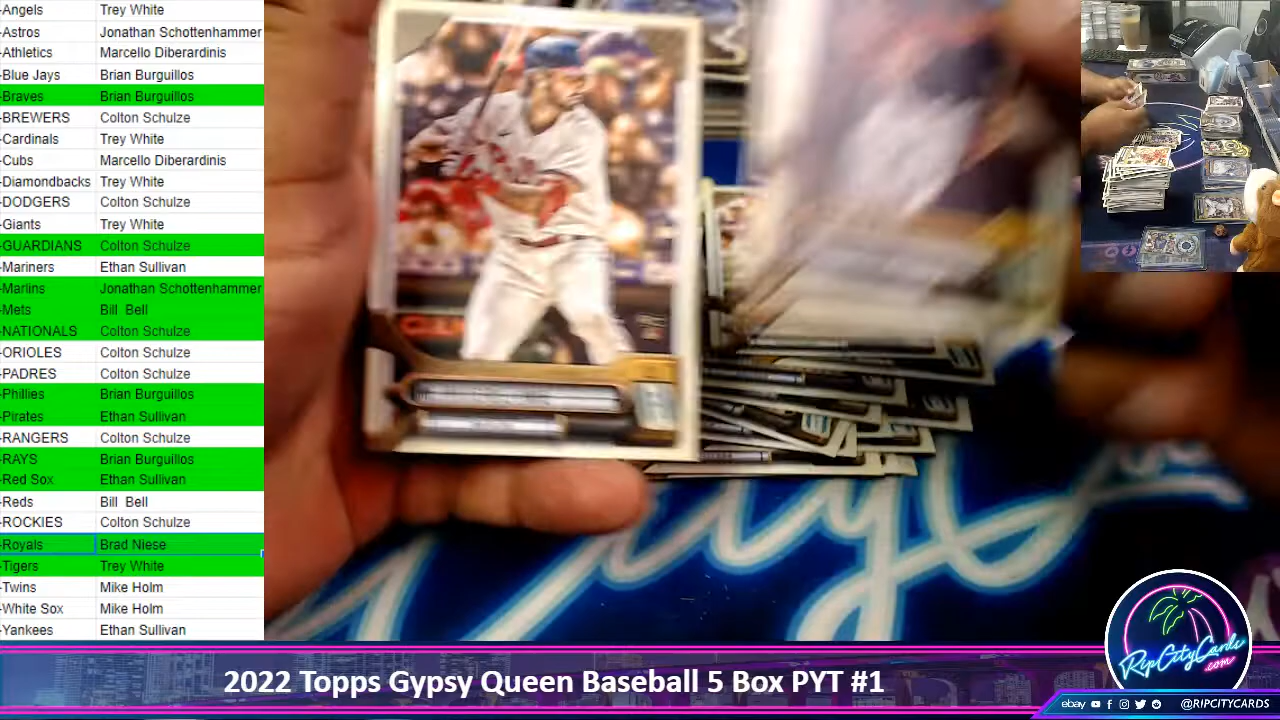 -Angels Trey White
-Astros Jonathan Schottenhammer
-Athletics Marcello Diberardinis
-Blue Jays Brian Burguillos
-Braves Brian Burguillos
-BREWERS Colton Schulze
-Cardinals Trey White
-Cubs Marcello Diberardinis
-Diamondbacks Trey White
-DODGERS Colton Schulze
-Giants Trey White
-GUARDIANS Colton Schulze
-Mariners Ethan Sullivan
-Marlins Jonathan Schottenhammer
-Mets Bill Bell
-NATIONALS Colton Schulze
-ORIOLES Colton Schulze
-PADRES Colton Schulze
-Phillies Brian Burguillos
-Pirates Ethan Sullivan
-RANGERS Colton Schulze
-RAYS Brian Burguillos
-Red Sox Ethan Sullivan
-Reds Bill Bell
-ROCKIES Colton Schulze
-Royals Brad Niese
-Tigers Trey White
-Twins Mike Holm
-White Sox Mike Holm
-Yankees Ethan Sullivan
RipCityCards
.com
2022 Topps Gypsy Queen Baseball 5 Box PYT #1
ebay @RIPCITYCARDS